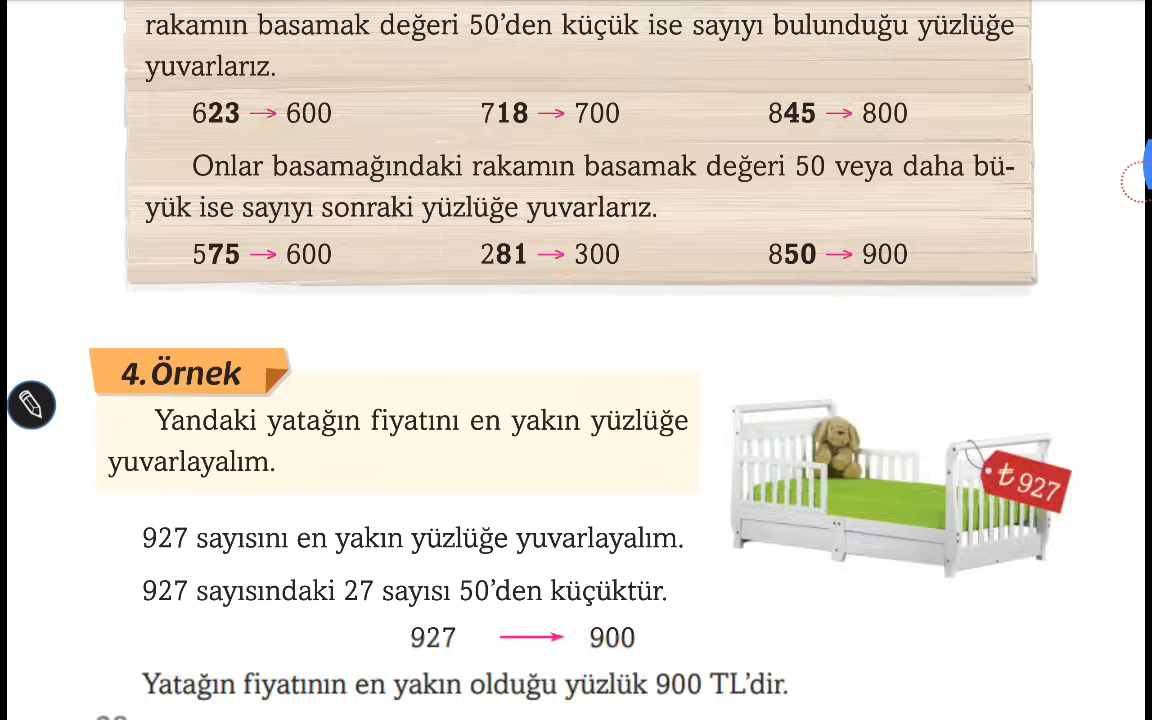 rakamın basamak değeri 50’den küçük ise sayıyı bulunduğu yüzlüğe
yuvarlarız.
623 → 600 718 → 700 845 → 800
Onlar basamağındaki rakamın basamak değeri 50 veya daha bü-
yük ise sayıyı sonraki yüzlüğe yuvarlarız.
575 → 600 281 → 300 850 → 900
4. Örnek
Yandaki yatağın fiyatını en yakın yüzlüğe
yuvarlayalım.
₺ 927
927 sayısını en yakın yüzlüğe yuvarlayalım.
927 sayısındaki 27 sayısı 50’den küçüktür.
927 → 900
Yatağın fiyatının en yakın olduğu yüzlük 900 TL’dir.